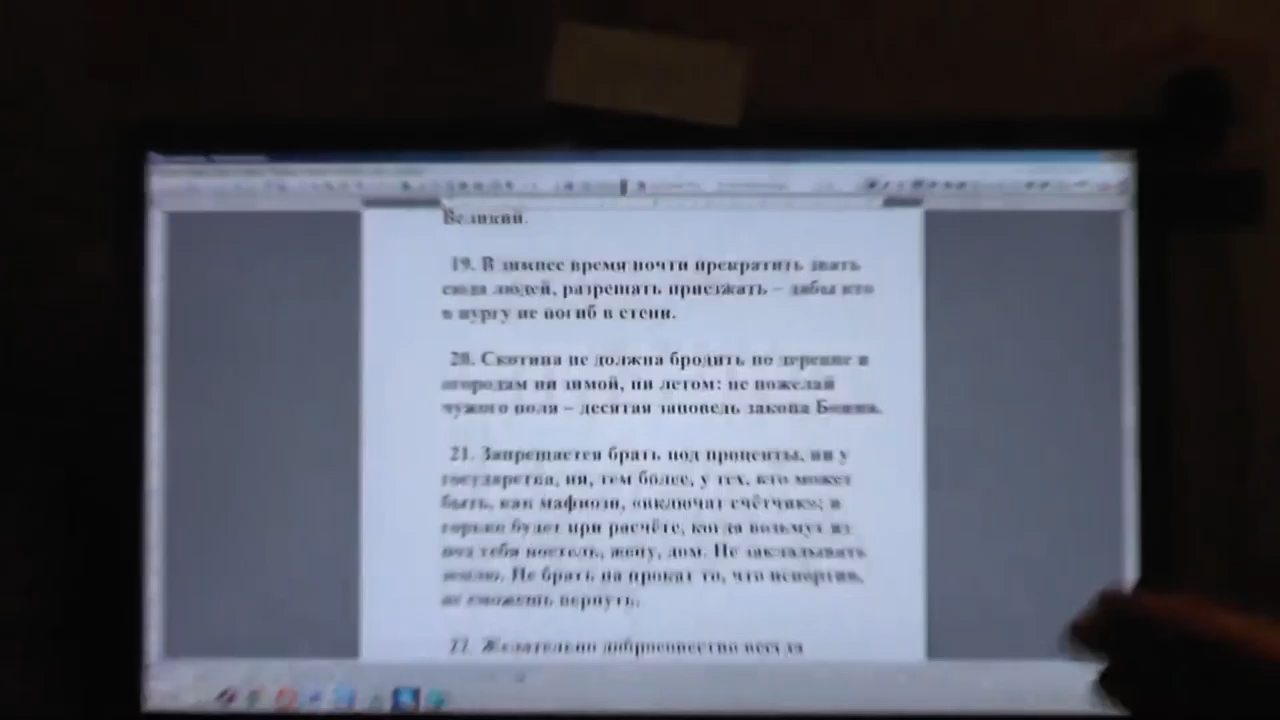 Великий.
19. В зимнее время почти прекратить звать
сюда людей, разрешать приезжать – дабы кто
в пургу не погиб в степи.
20. Скотина не должна бродить по деревне и
огородам ни зимой, ни летом: не пожелай
чужого поля – десятая заповедь закона Божия.
21. Запрещается брать под проценты, ни у
государства, ни, тем более, у тех, кто может
быть, как мафиози, «включат счётчик»; и
горько будет при расчёте, когда возьмут из
под тебя постель, жену, дом. Не закладывать
землю. Не брать на прокат то, что испортив,
не сможешь вернуть.
22. Желательно добросовестно всегда